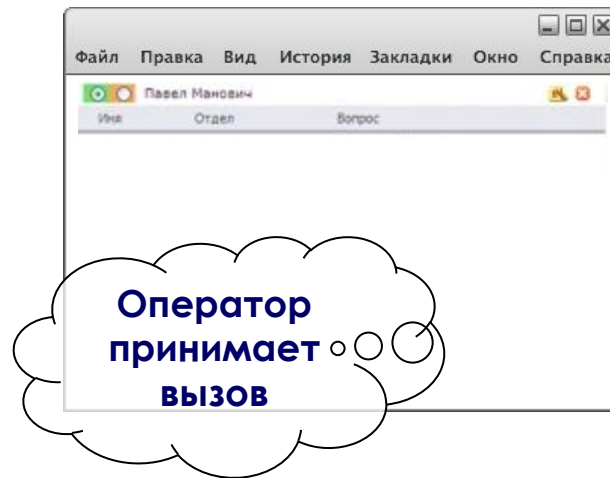 Файл Правка Вид История Закладки Окно Справка
Павел Манович
Имя Отдел Вопрос
Оператор
принимает
вызов